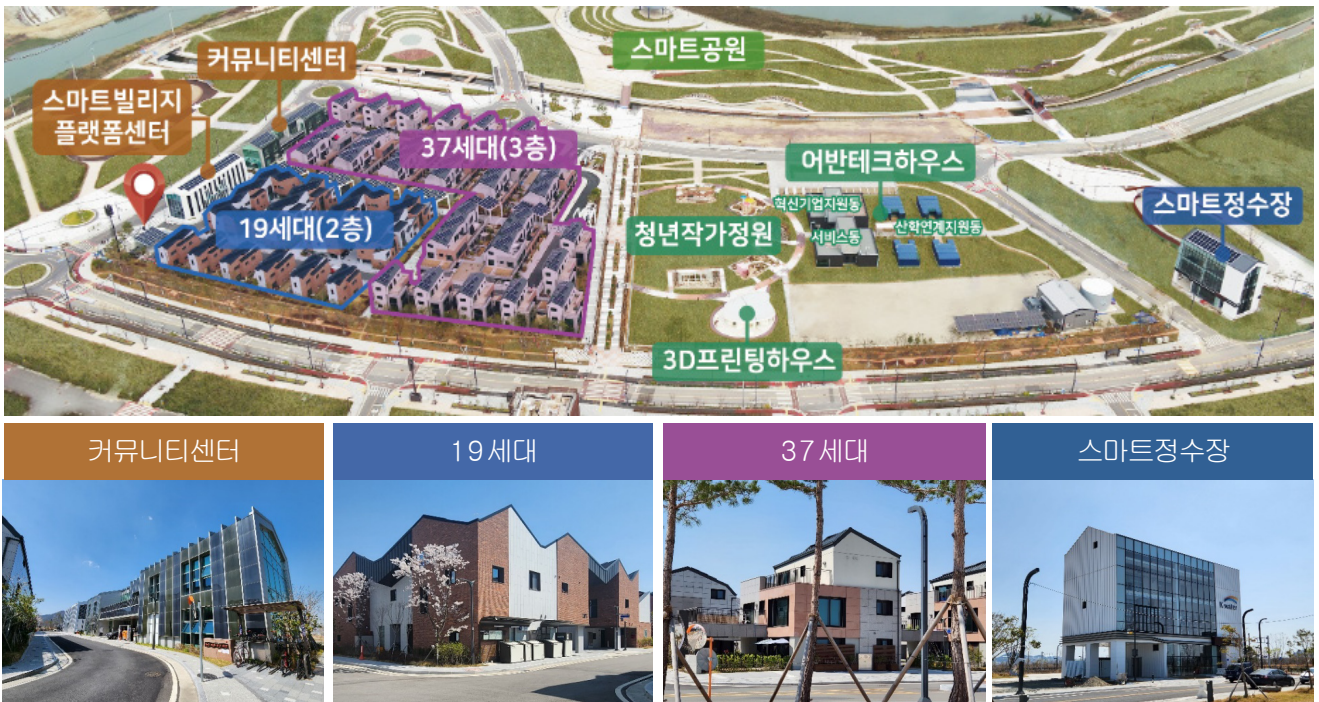 스마트공원
커뮤니티센터
스마트빌리지
플랫폼센터
37세대(3층)
어반테크하우스
혁신기업지원동
스마트정수장
19세대(2층)
청년작가정원
서비스동
산학연계지원동
3D프린팅하우스
커뮤니티센터
19세대
37세대
스마트정수장
K-water